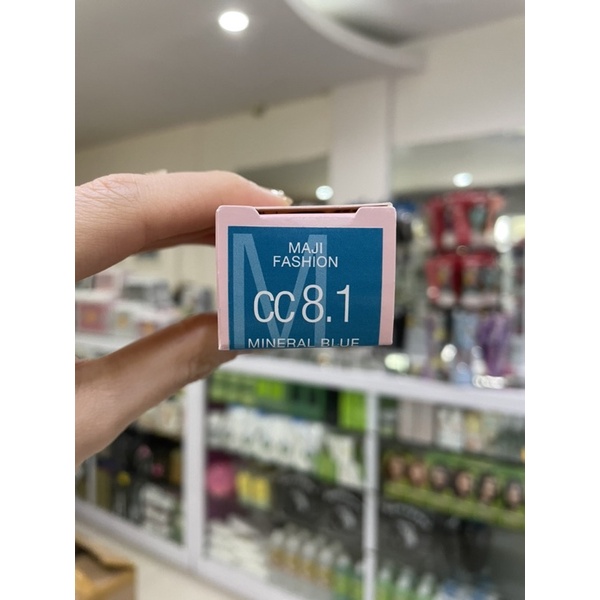 MAJI
FASHION
cc 8.1
MINERAL BLUE
M